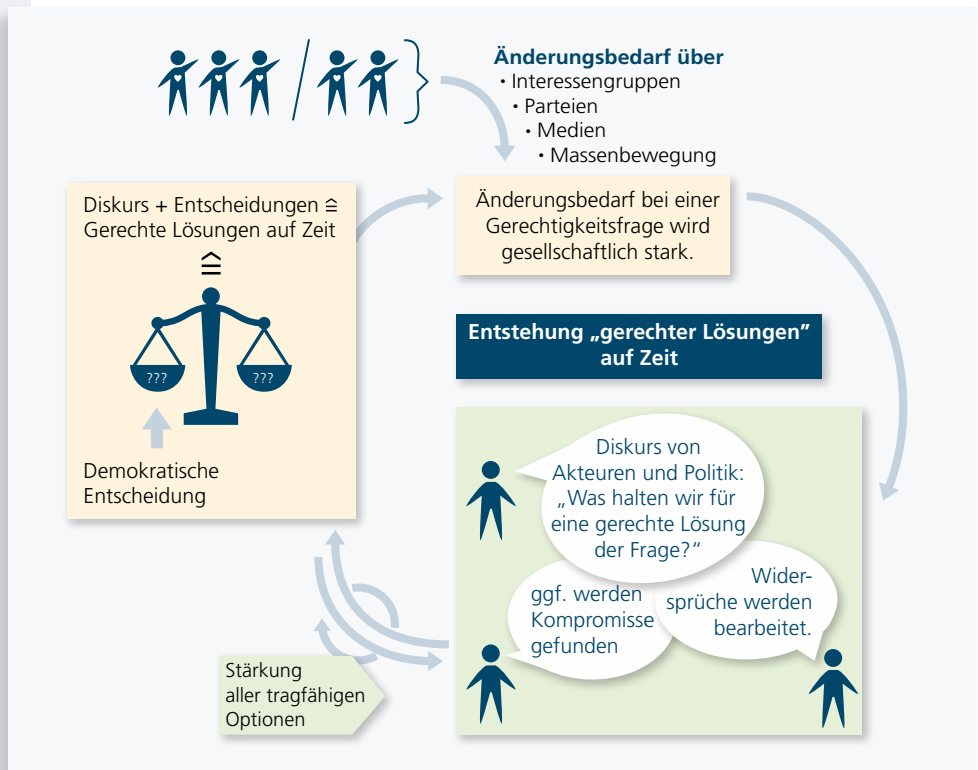 Änderungsbedarf über
• Interessengruppen
• Parteien
• Medien
• Massenbewegung
Änderungsbedarf bei einer
Gerechtigkeitsfrage wird
gesellschaftlich stark.
Diskurs + Entscheidungen ≙
Gerechte Lösungen auf Zeit
≙
???
???
Demokratische
Entscheidung
Entstehung „gerechter Lösungen”
auf Zeit
Diskurs von
Akteuren und Politik:
„Was halten wir für
eine gerechte Lösung
der Frage?“
Wider-
sprüche werden
bearbeitet.
ggf. werden
Kompromisse
gefunden
Stärkung
aller tragfähigen
Optionen